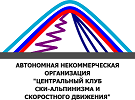 АВТОНОМНАЯ НЕКОММЕРЧЕСКАЯ
ОРГАНИЗАЦИЯ
"ЦЕНТРАЛЬНЫЙ КЛУБ
СКИ-АЛЬПИНИЗМА И
СКОРОСТНОГО ДВИЖЕНИЯ"